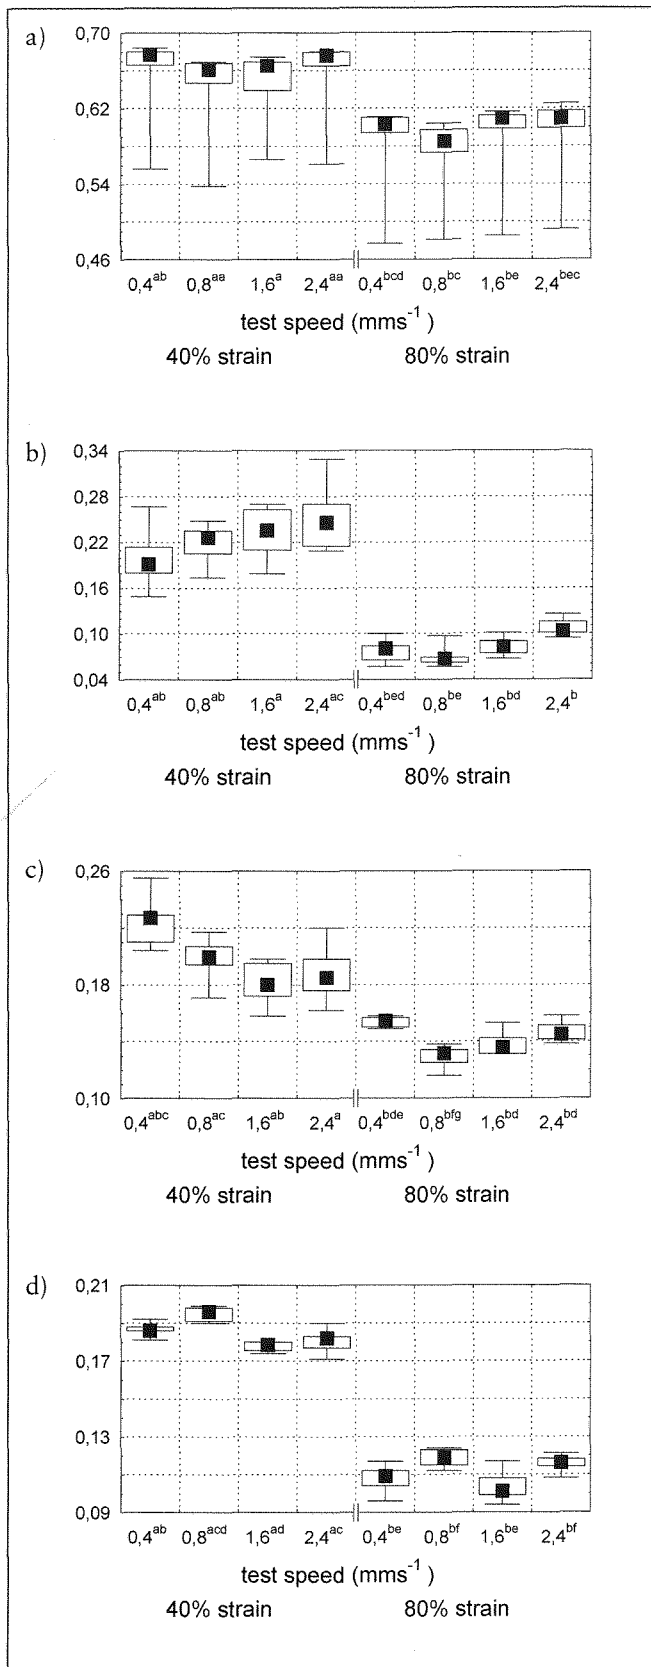 a)
0,70
0,62
0,54
0,46
0,4ab 0,8aa 1,6a 2,4aa 0,4bcd 0,8bc 1,6be 2,4bec
test speed (mms-1 )
40% strain 80% strain
b)
0,34
0,28
0,22
0,16
0,10
0,04
0,4ab 0,8ab 1,6a 2,4ac 0,4bed 0,8be 1,6bd 2,4b
test speed (mms-1 )
40% strain 80% strain
c)
0,26
0,18
0,10
0,4abc 0,8ac 1,6ab 2,4a 0,4bde 0,8bfg 1,6bd 2,4bd
test speed (mms-1 )
40% strain 80% strain
d)
0,21
0,17
0,13
0,09
0,4ab 0,8acd 1,6ad 2,4ac 0,4be 0,8bf 1,6be 2,4bf
test speed (mms-1 )
40% strain 80% strain